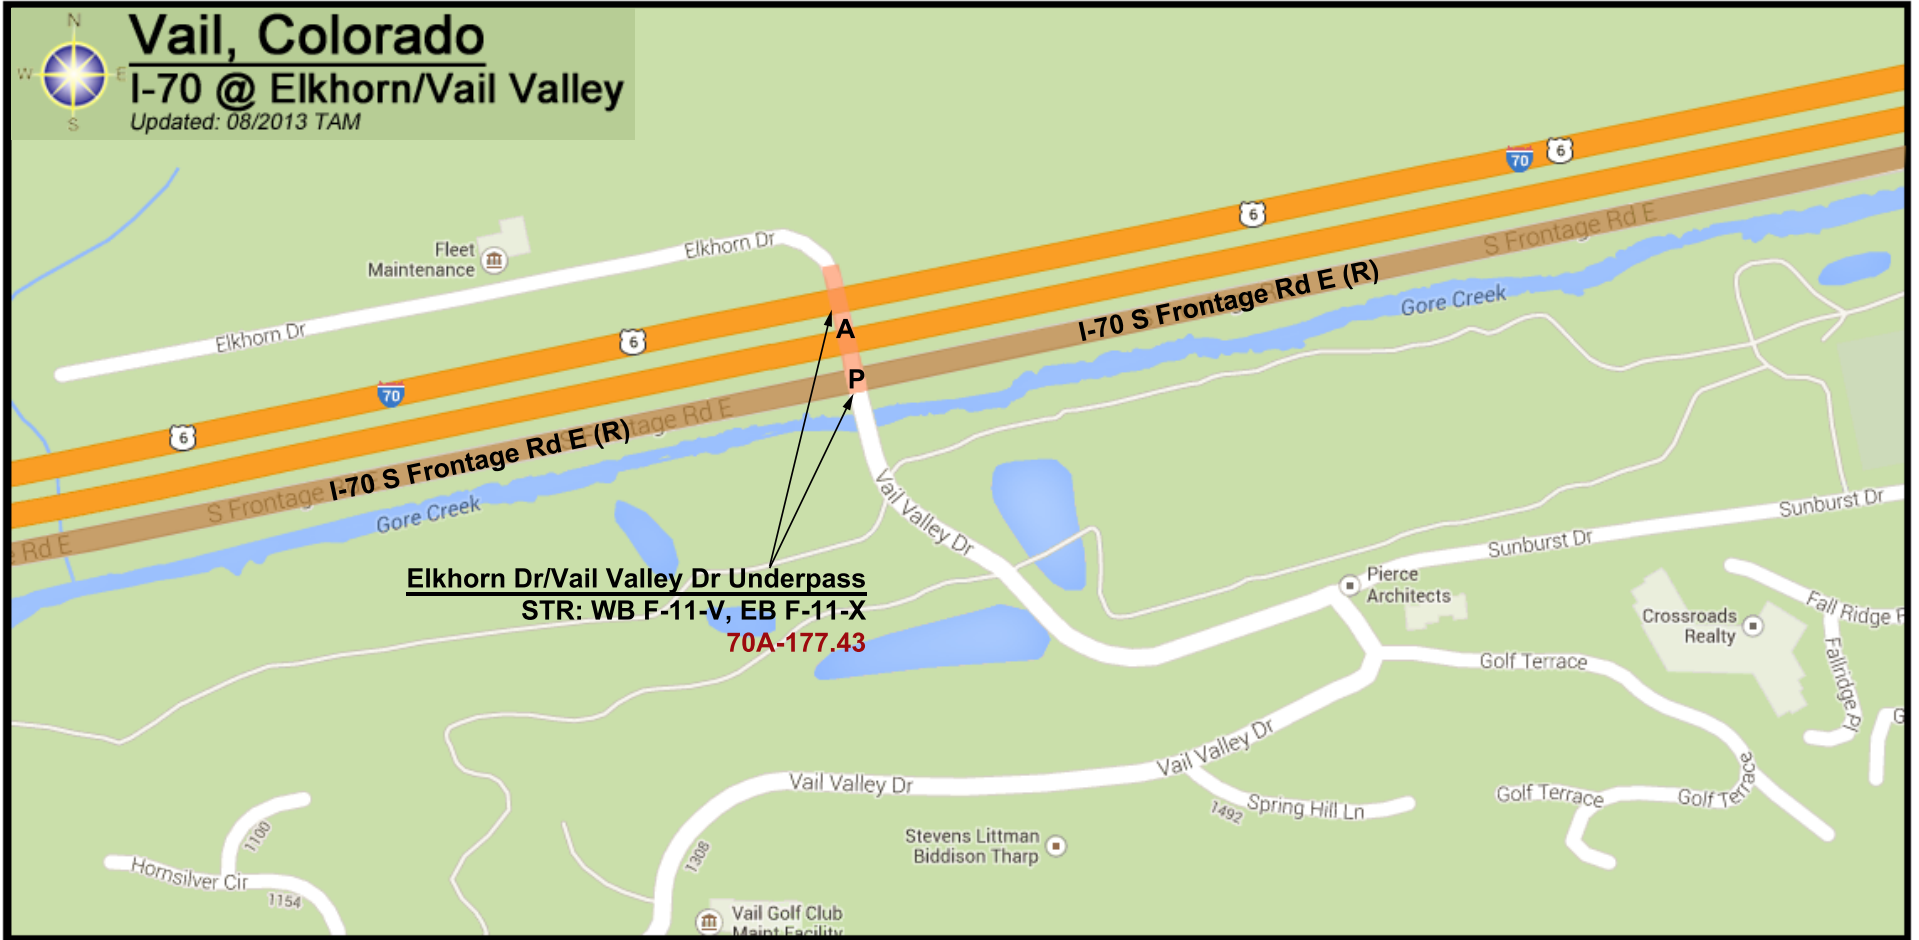 N
W E
S
Vail, Colorado
I-70 @ Elkhorn/Vail Valley
Updated: 08/2013 TAM
70
6
6
S Frontage Rd E
Fleet
Maintenance
Elkhorn Dr
Elkhorn Dr
6
70
6
A
P
I-70 S Frontage Rd E (R)
Gore Creek
I-70 S Frontage Rd E (R)
S Frontage
tage Rd E
Rd E
Gore Creek
Vail Valley Dr
Elkhorn Dr/Vail Valley Dr Underpass
STR: WB F-11-V, EB F-11-X
70A-177.43
Sunburst Dr
Sunburst Dr
Pierce
Architects
Crossroads
Realty
Fall Ridge R
Fallridge Rd
G
Golf Terrace
Golf Terrace
Golf Terrace
Vail Valley Dr
Vail Valley Dr
1492
Spring Hill Ln
Stevens Littman
Biddison Tharp
1308
1100
Hornsilver Cir
1154
Vail Golf Club
Maint Facility